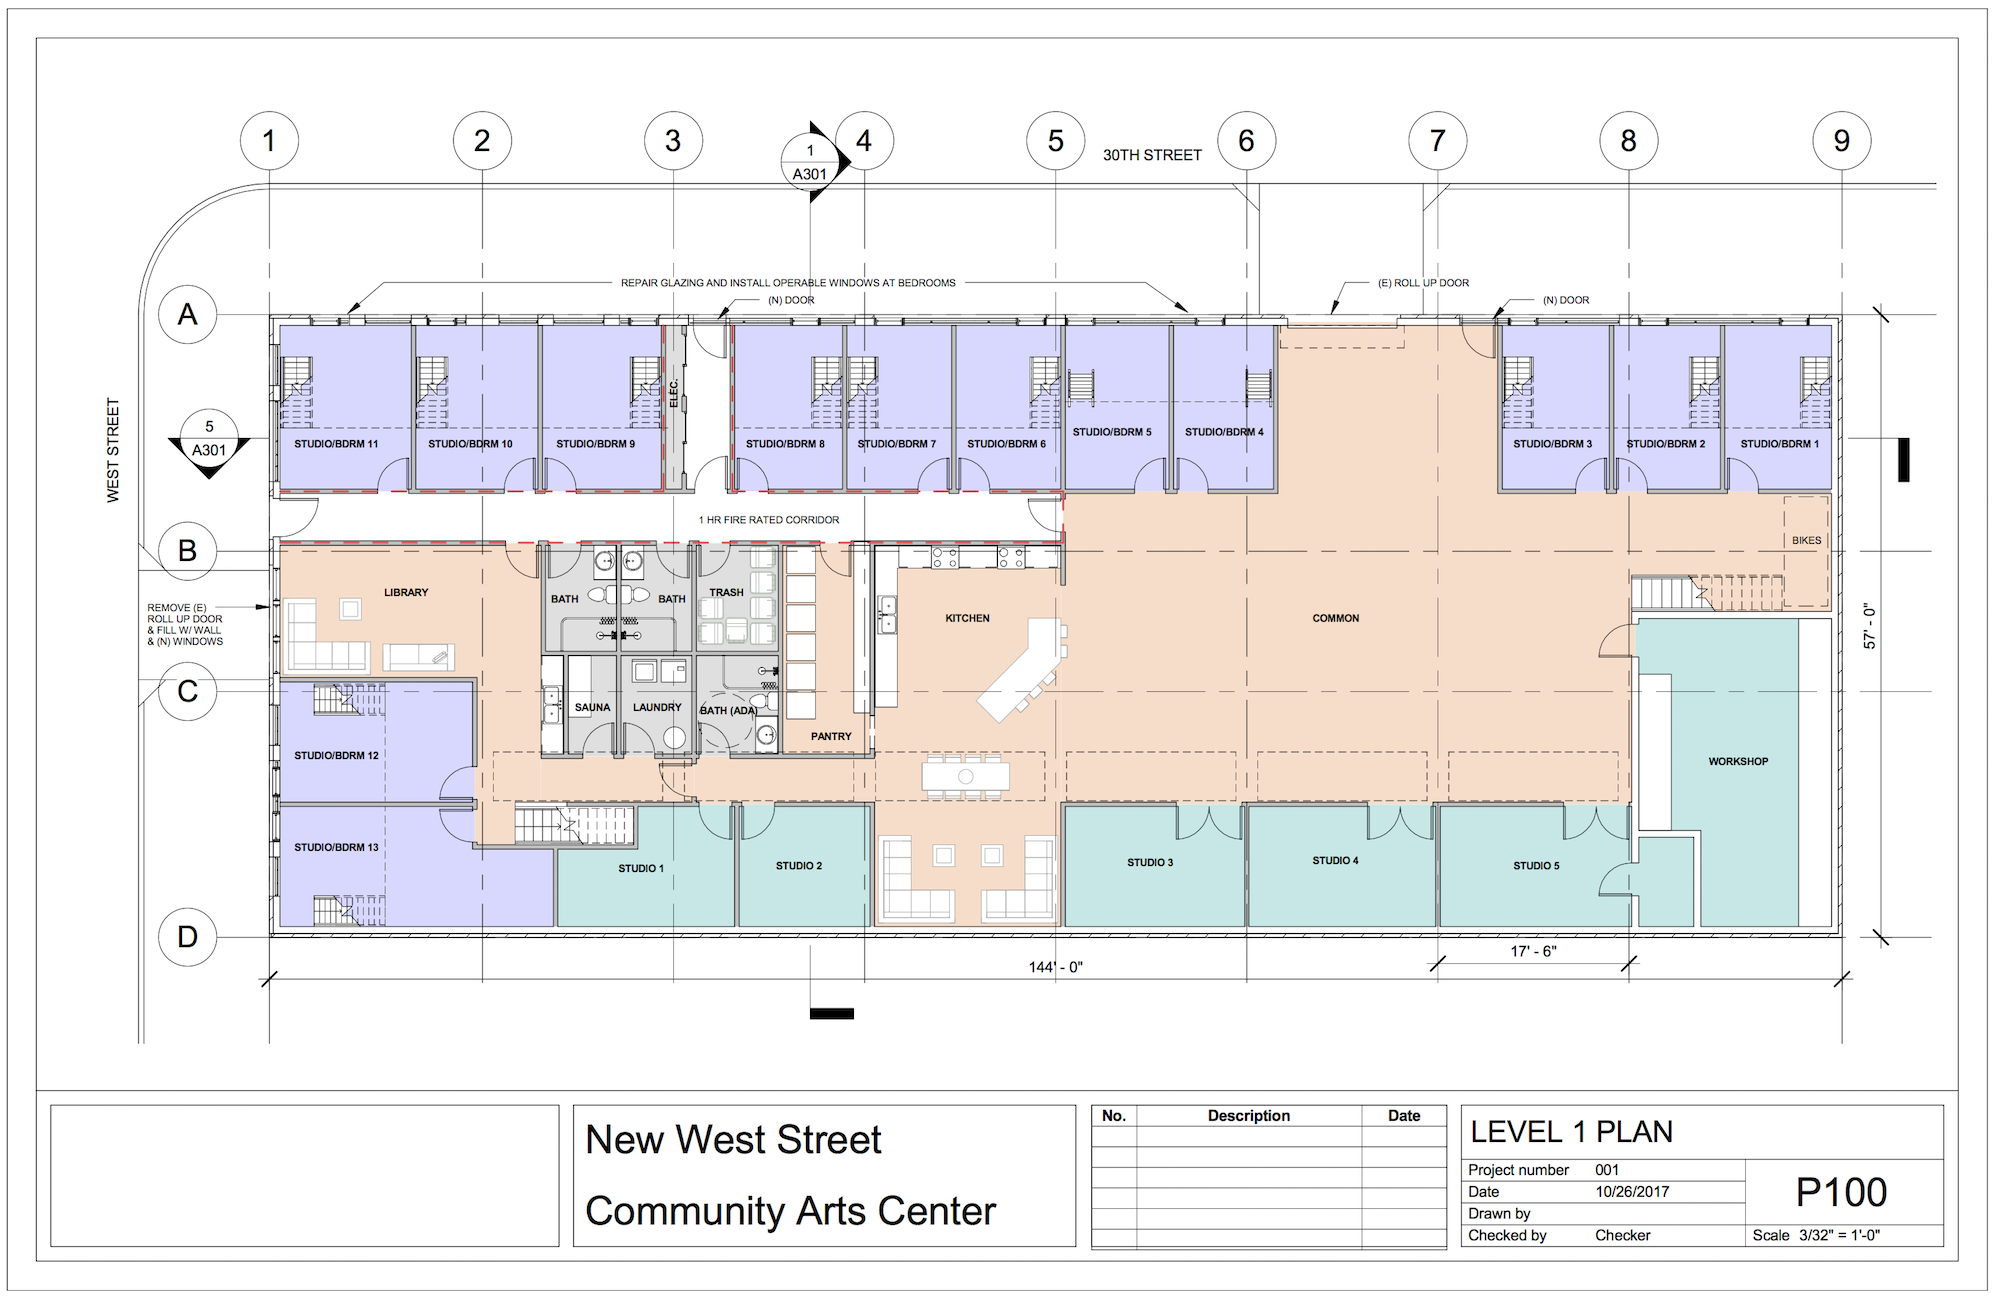 1
2
3
4
5
6
7
8
9
1
A301
30TH STREET
REPAIR GLAZING AND INSTALL OPERABLE WINDOWS AT BEDROOMS
(N) DOOR
(E) ROLL UP DOOR
(N) DOOR
A
B
C
D
WEST STREET
5
A301
STUDIO/BDRM 11
STUDIO/BDRM 10
STUDIO/BDRM 9
ELEC.
STUDIO/BDRM 8
STUDIO/BDRM 7
STUDIO/BDRM 6
STUDIO/BDRM 5
STUDIO/BDRM 4
STUDIO/BDRM 3
STUDIO/BDRM 2
STUDIO/BDRM 1
1 HR FIRE RATED CORRIDOR
BIKES
REMOVE (E)
ROLL UP DOOR
& FILL W/ WALL
& (N) WINDOWS
LIBRARY
BATH
BATH
TRASH
KITCHEN
COMMON
57' - 0"
SAUNA
LAUNDRY
BATH (ADA)
PANTRY
STUDIO/BDRM 12
WORKSHOP
STUDIO/BDRM 13
STUDIO 1
STUDIO 2
STUDIO 3
STUDIO 4
STUDIO 5
17' - 6"
144' - 0"
New West Street
Community Arts Center
No. Description Date
LEVEL 1 PLAN
Project number 001
Date 10/26/2017
Drawn by
Checked by Checker
P100
Scale 3/32" = 1'-0"